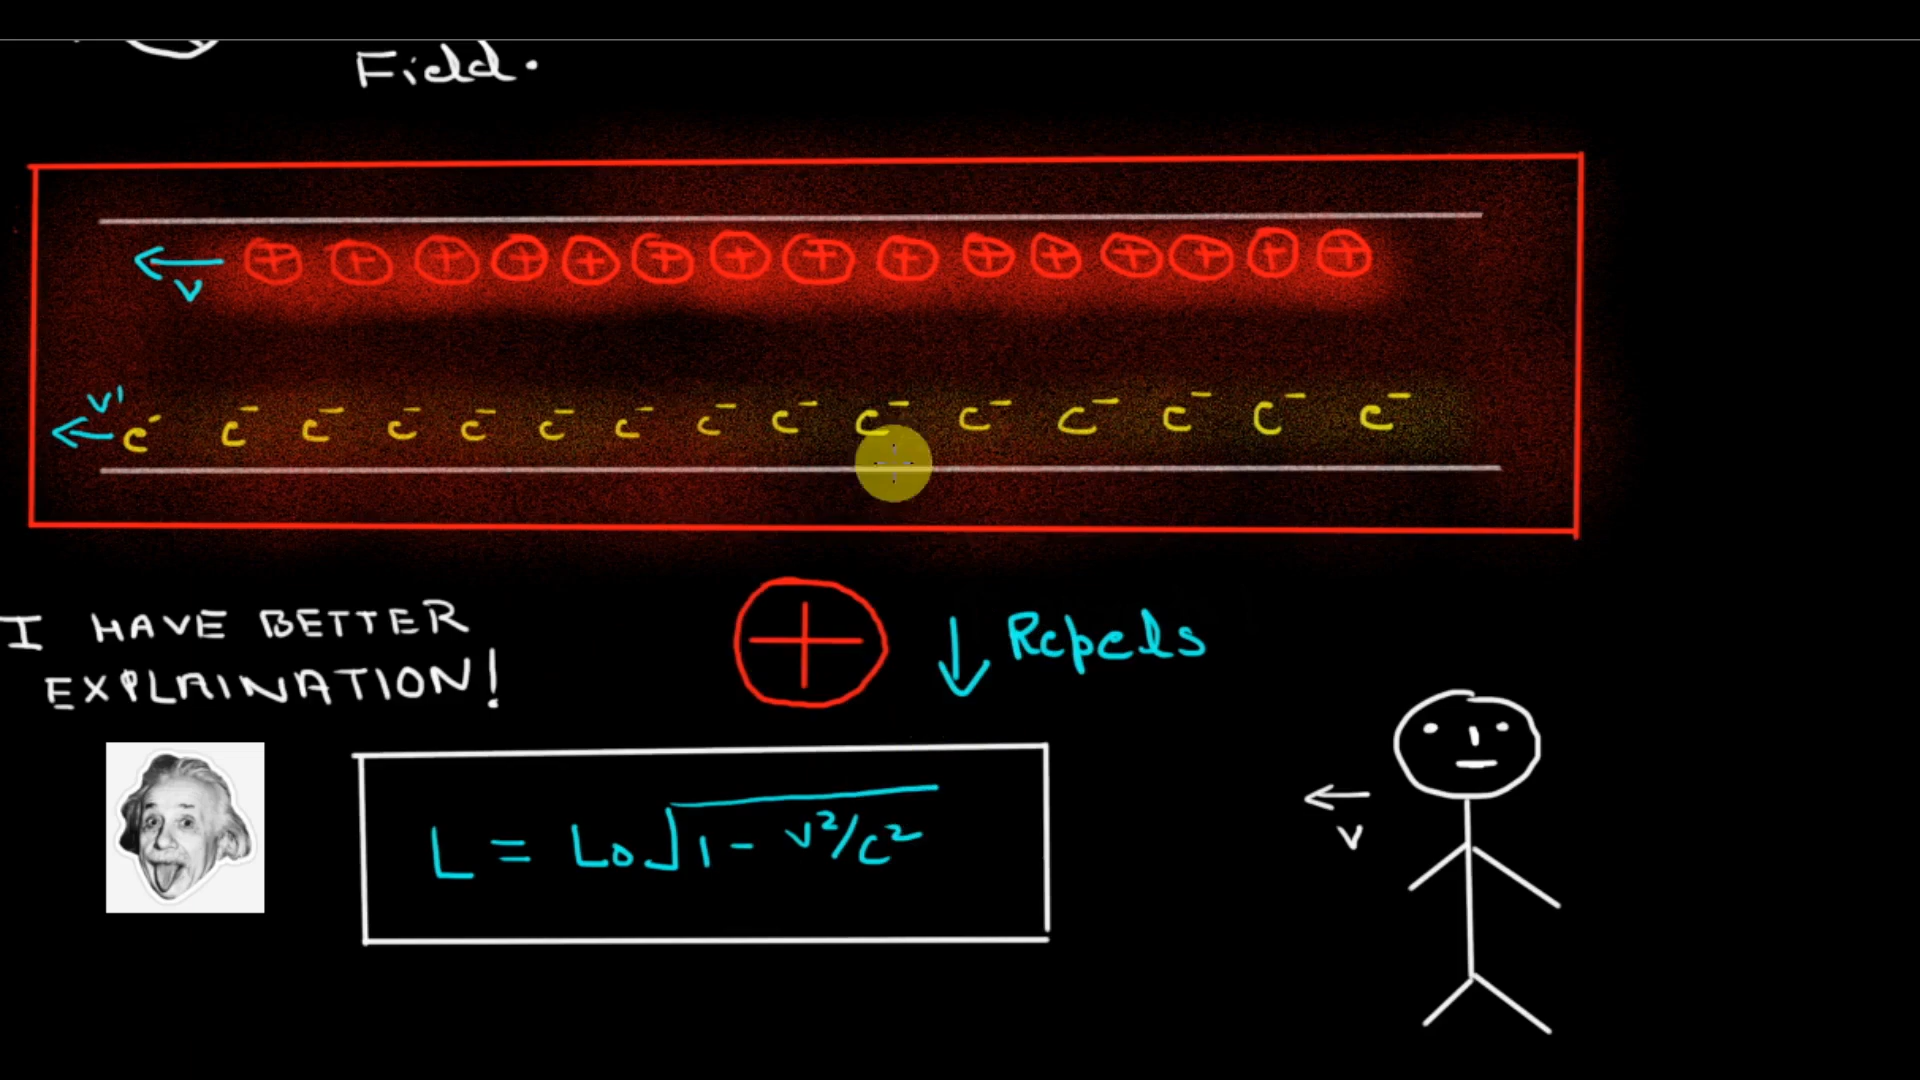 Field.
⊕ ⊕ ⊕ ⊕ ⊕ ⊕ ⊕ ⊕ ⊕ ⊕ ⊕ ⊕ ⊕ ⊕ ⊕
v
v'
e⁻ e⁻ e⁻ e⁻ e⁻ e⁻ e⁻ e⁻ e⁻ e⁻ e⁻ e⁻ e⁻ e⁻ e⁻
I HAVE BETTER
EXPLAINATION!
+
↓ Repels
L = Lo√1 - v²/c²
← v